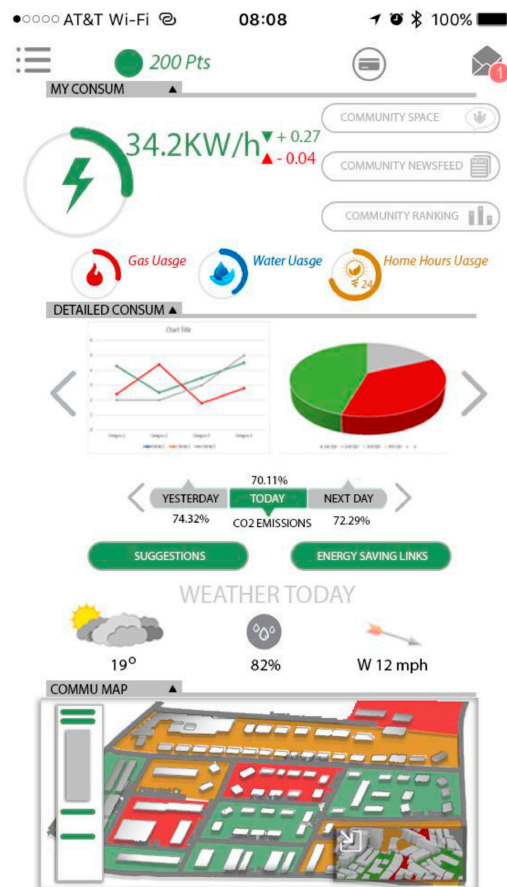 AT&T Wi-Fi 08:08 100%
200 Pts
1
MY CONSUM
34.2KW/h + 0.27
- 0.04
COMMUNITY SPACE
COMMUNITY NEWSFEED
COMMUNITY RANKING
Gas Uasge Water Uasge Home Hours Uasge
24
DETAILED CONSUM
Chart Title
70.11%
YESTERDAY TODAY NEXT DAY
74.32% CO2 EMISSIONS 72.29%
SUGGESTIONS ENERGY SAVING LINKS
WEATHER TODAY
19° 82% W 12 mph
COMMU MAP